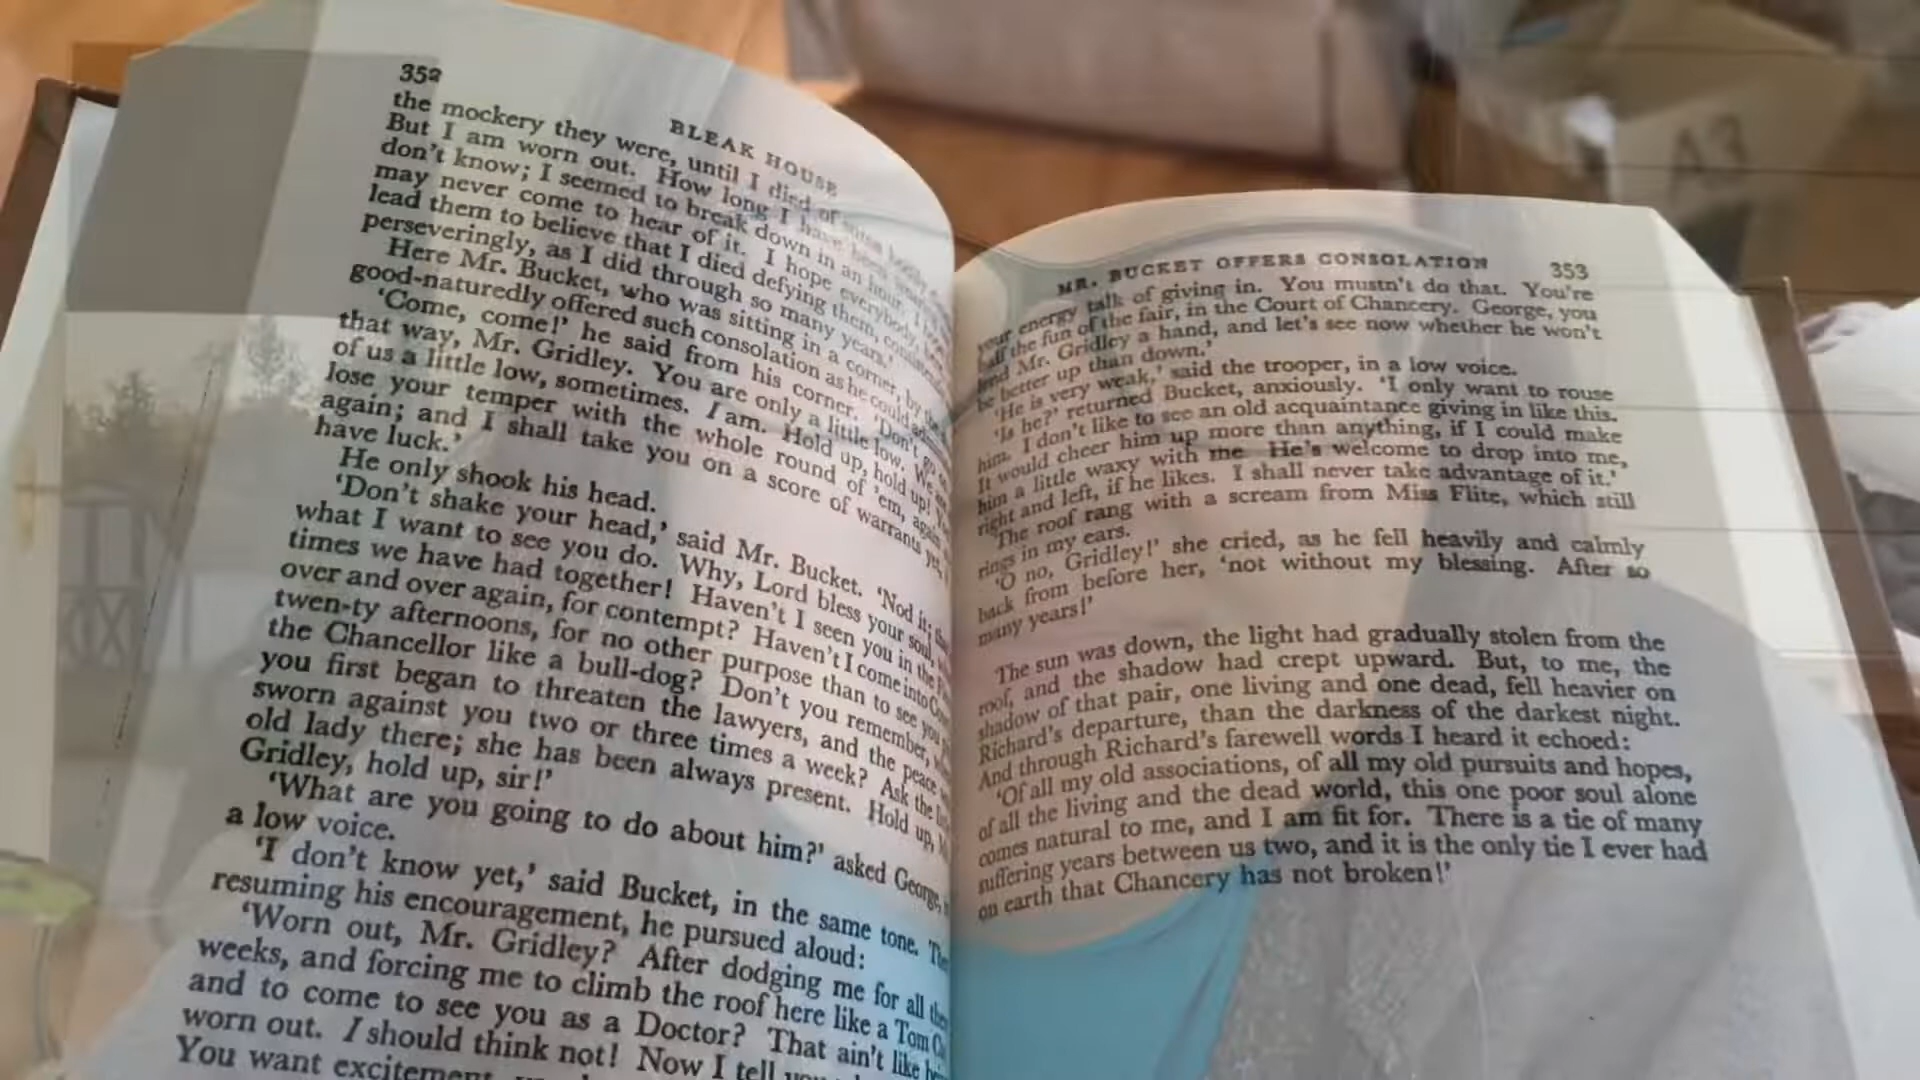 352
BLEAK HOUSE
the mockery they were, until I died of some bodily
But I am worn out. How long I have been
don't know; I seemed to break down in an hour. I
may never come to hear of it. I hope everybody,
lead them to believe that I died defying them,
perseveringly, as I did through so many years.'
Here Mr. Bucket, who was sitting in a corner, by the
good-naturedly offered such consolation as he could
'Come, come!' he said from his corner. 'Don't go
that way, Mr. Gridley. You are only a little low. We
of us a little low, sometimes. I am. Hold up, hold up!
lose your temper with the whole round of 'em, again
again; and I shall take you on a score of warrants yet,
have luck.'
He only shook his head.
'Don't shake your head,' said Mr. Bucket. 'Nod it;
what I want to see you do. Why, Lord bless your soul,
times we have had together! Haven't I seen you in the
over and over again, for contempt? Haven't I come into
twen-ty afternoons, for no other purpose than to see you
the Chancellor like a bull-dog? Don't you remember,
you first began to threaten the lawyers, and the peace
sworn against you two or three times a week? Ask the
old lady there; she has been always present. Hold up,
Gridley, hold up, sir!'
'What are you going to do about him?' asked George,
a low voice.
'I don't know yet,' said Bucket, in the same tone.
resuming his encouragement, he pursued aloud:
'Worn out, Mr. Gridley? After dodging me for all
weeks, and forcing me to climb the roof here like a Tom
and to come to see you as a Doctor? That ain't like
worn out. I should think not! Now I tell
You want excitement,
MR. BUCKET OFFERS CONSOLATION 353
your energy talk of giving in. You mustn't do that. You're
half the fun of the fair, in the Court of Chancery. George, you
lend Mr. Gridley a hand, and let's see now whether he won't
be better up than down.'
'He is very weak,' said the trooper, in a low voice.
'Is he?' returned Bucket, anxiously. 'I only want to rouse
him. I don't like to see an old acquaintance giving in like this.
It would cheer him up more than anything, if I could make
him a little waxy with me. He's welcome to drop into me,
right and left, if he likes. I shall never take advantage of it.'
The roof rang with a scream from Miss Flite, which still
rings in my ears.
'O no, Gridley!' she cried, as he fell heavily and calmly
back from before her, 'not without my blessing. After so
many years!'
The sun was down, the light had gradually stolen from the
roof, and the shadow had crept upward. But, to me, the
shadow of that pair, one living and one dead, fell heavier on
Richard's departure, than the darkness of the darkest night.
And through Richard's farewell words I heard it echoed:
'Of all my old associations, of all my old pursuits and hopes,
of all the living and the dead world, this one poor soul alone
comes natural to me, and I am fit for. There is a tie of many
suffering years between us two, and it is the only tie I ever had
on earth that Chancery has not broken!'
A3